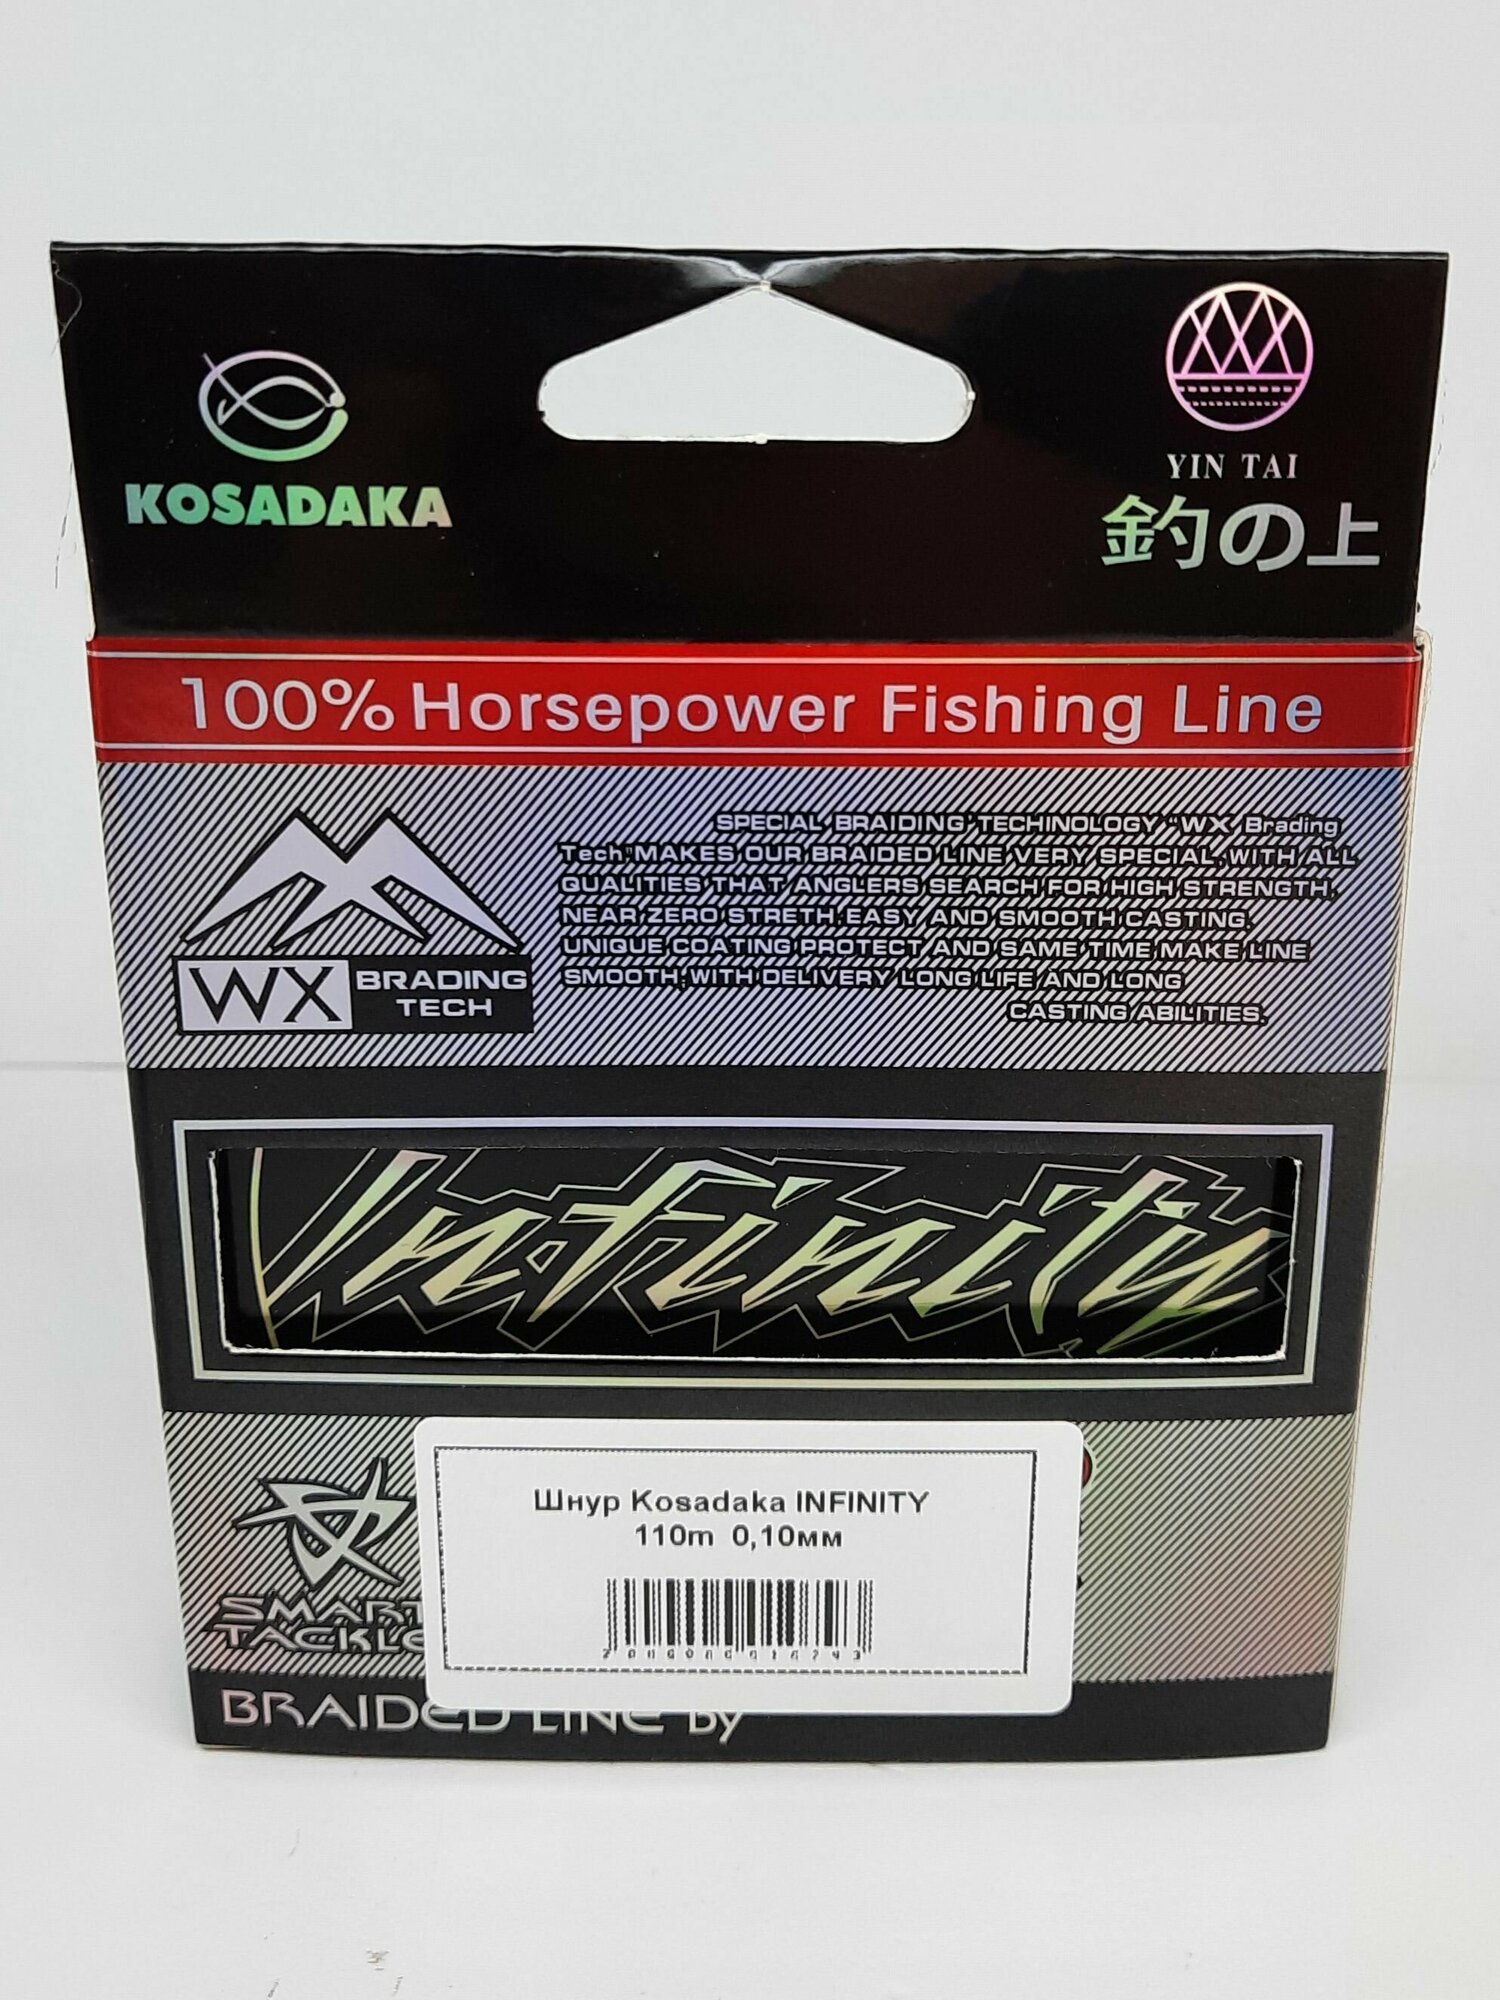 KOSADAKA
YIN TAI
釣の上
100% Horsepower Fishing Line
SPECIAL BRAIDING TECHINOLOGY "WX Brading
Tech" MAKES OUR BRAIDED LINE VERY SPECIAL. WITH ALL
QUALITIES THAT ANGLERS SEARCH FOR HIGH STRENGTH,
NEAR ZERO STRETH, EASY AND SMOOTH CASTING.
UNIQUE COATING PROTECT AND SAME TIME MAKE LINE
SMOOTH, WITH DELIVERY LONG LIFE AND LONG
CASTING ABILITIES.
WX BRADING
TECH
Infinity
Шнур Kosadaka INFINITY
110m 0,10мм
SMART
TACKLE
BRAIDED LINE by